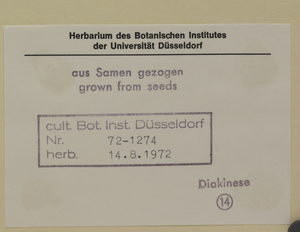 Herbarium des Botanischen Institutes
der Universität Düsseldorf
aus Samen gezogen
grown from seeds
cult. Bot. Inst. Düsseldorf
Nr. 72-1274
herb. 14.8.1972
Diakinese
14